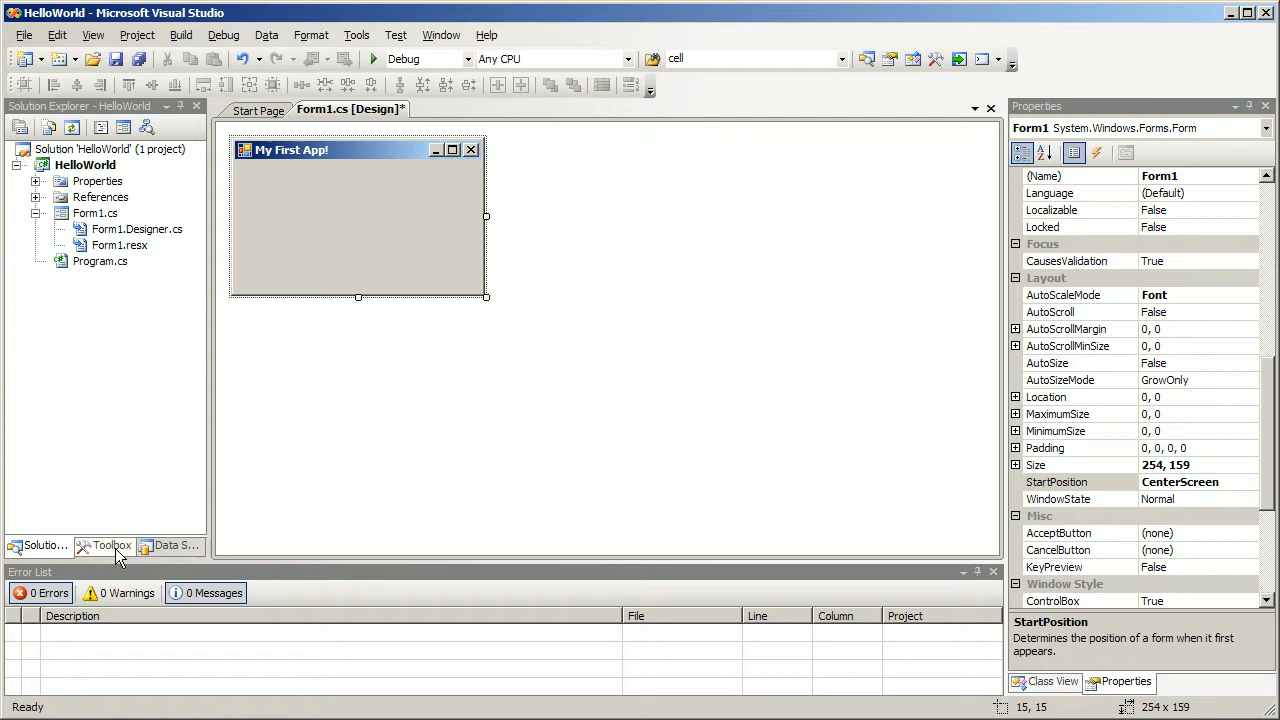 HelloWorld - Microsoft Visual Studio
File Edit View Project Build Debug Data Format Tools Test Window Help
Debug Any CPU cell
Solution Explorer - HelloWorld
Solution 'HelloWorld' (1 project)
HelloWorld
Properties
References
Form1.cs
Form1.Designer.cs
Form1.resx
Program.cs
Solutio... Toolbox Data S...
Start Page Form1.cs [Design]*
My First App!
Properties
Form1 System.Windows.Forms.Form
(Name) Form1
Language (Default)
Localizable False
Locked False
Focus
CausesValidation True
Layout
AutoScaleMode Font
AutoScroll False
AutoScrollMargin 0, 0
AutoScrollMinSize 0, 0
AutoSize False
AutoSizeMode GrowOnly
Location 0, 0
MaximumSize 0, 0
MinimumSize 0, 0
Padding 0, 0, 0, 0
Size 254, 159
StartPosition CenterScreen
WindowState Normal
Misc
AcceptButton (none)
CancelButton (none)
KeyPreview False
Window Style
ControlBox True
StartPosition
Determines the position of a form when it first
appears.
Class View Properties
Error List
0 Errors 0 Warnings 0 Messages
Description File Line Column Project
Ready 15, 15 254 x 159